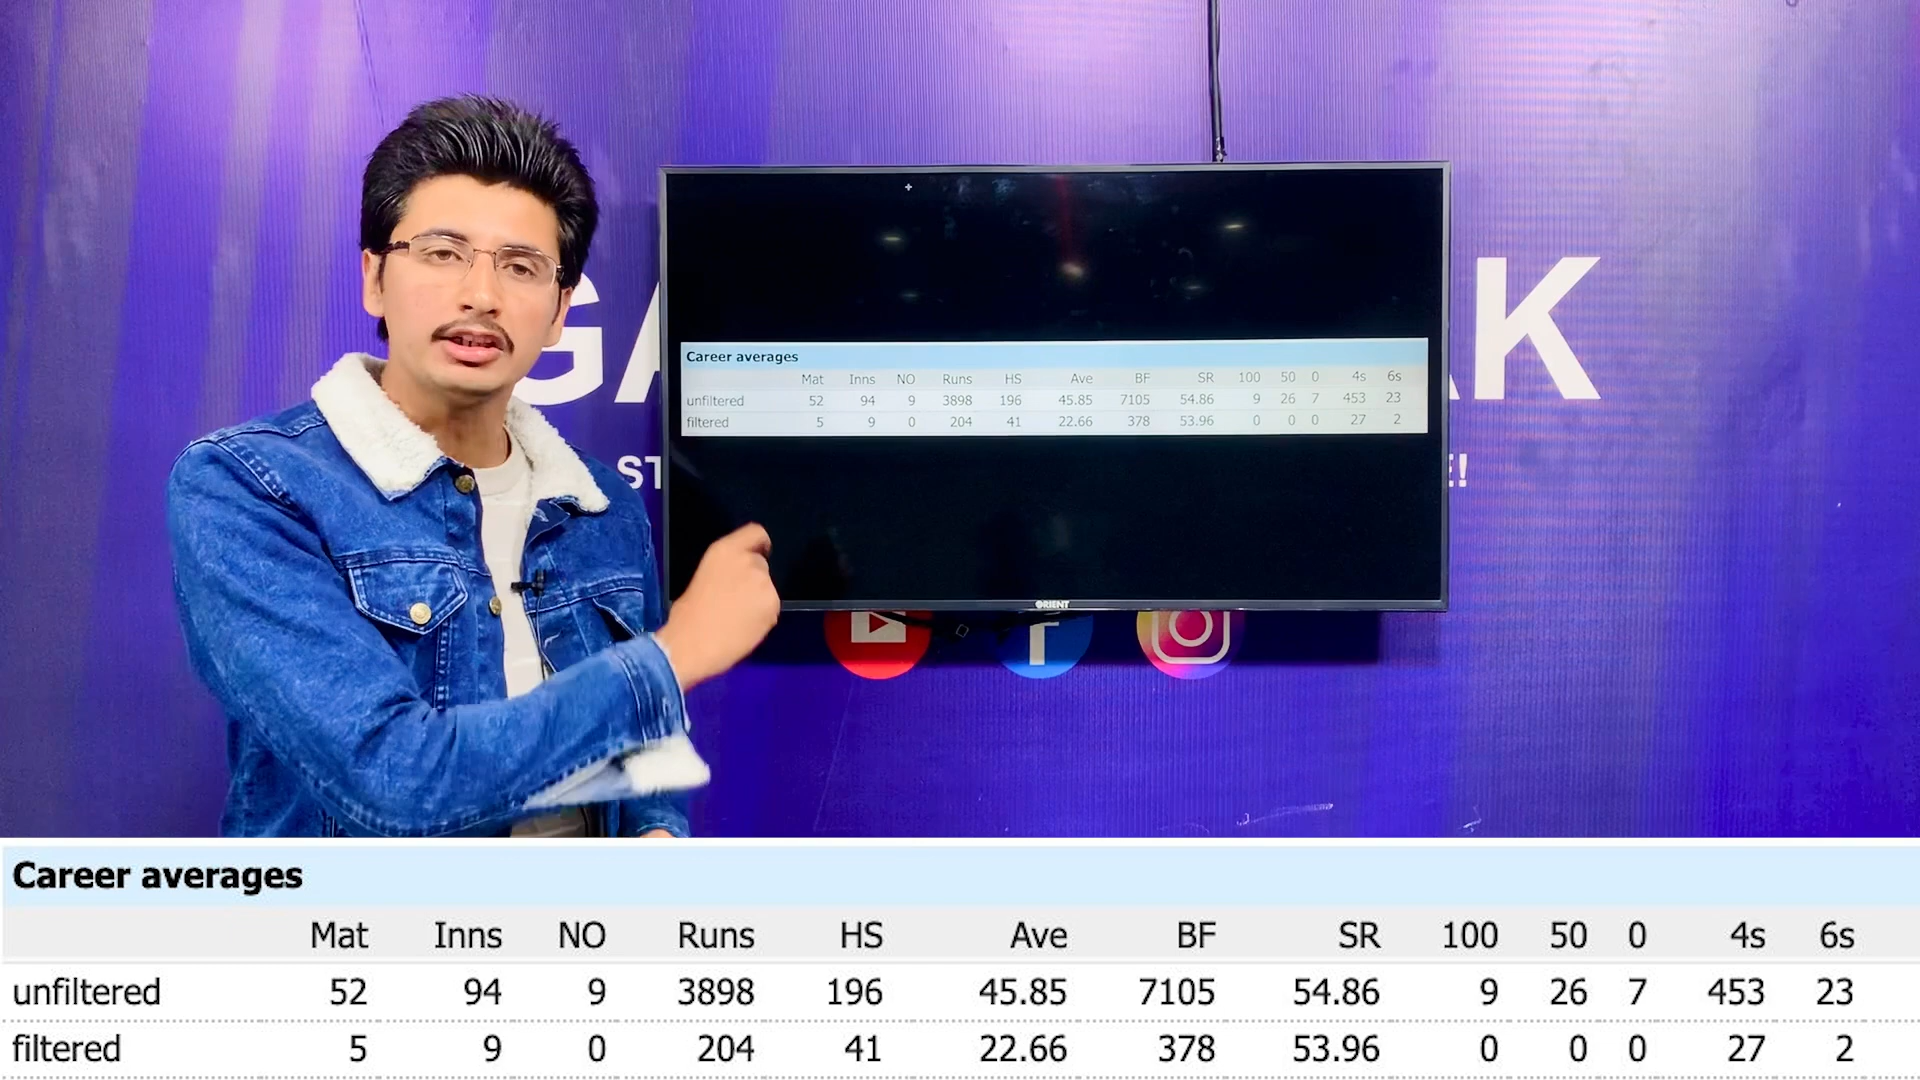 GA AK
ST E!
Career averages
Mat Inns NO Runs HS Ave BF SR 100 50 0 4s 6s
unfiltered 52 94 9 3898 196 45.85 7105 54.86 9 26 7 453 23
filtered 5 9 0 204 41 22.66 378 53.96 0 0 0 27 2
ORIENT
f
Career averages
Mat Inns NO Runs HS Ave BF SR 100 50 0 4s 6s
unfiltered 52 94 9 3898 196 45.85 7105 54.86 9 26 7 453 23
filtered 5 9 0 204 41 22.66 378 53.96 0 0 0 27 2